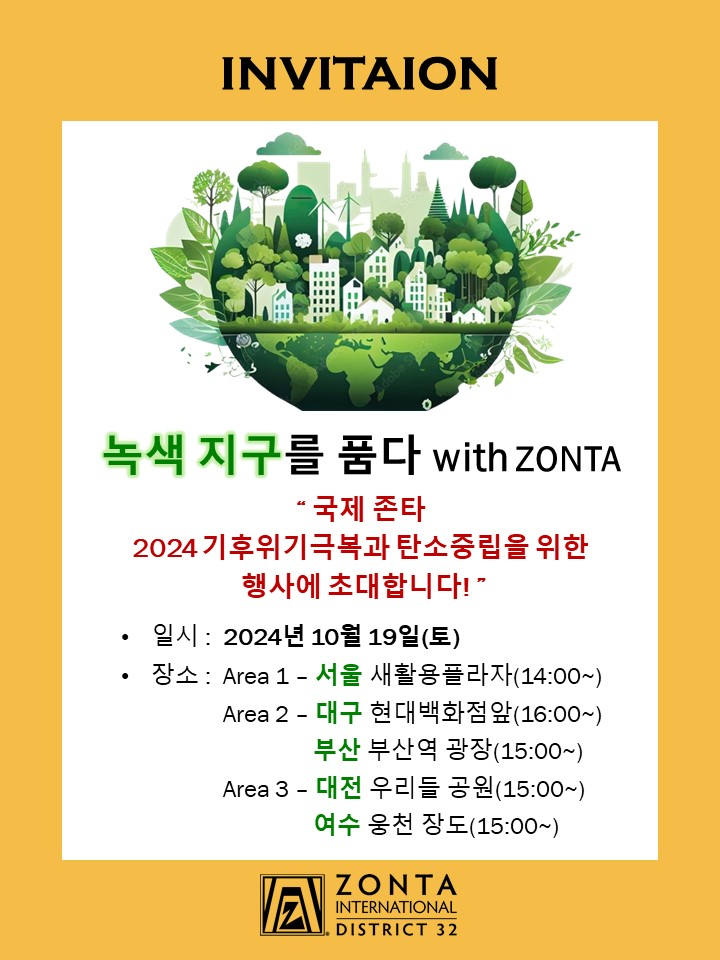 INVITAION
녹색 지구를 품다 with ZONTA
“ 국제 존타
2024 기후위기극복과 탄소중립을 위한
행사에 초대합니다! ”
• 일시 : 2024년 10월 19일(토)
• 장소 : Area 1 – 서울 새활용플라자(14:00~)
Area 2 – 대구 현대백화점앞(16:00~)
부산 부산역 광장(15:00~)
Area 3 – 대전 우리들 공원(15:00~)
여수 웅천 장도(15:00~)
ZONTA
INTERNATIONAL
DISTRICT 32